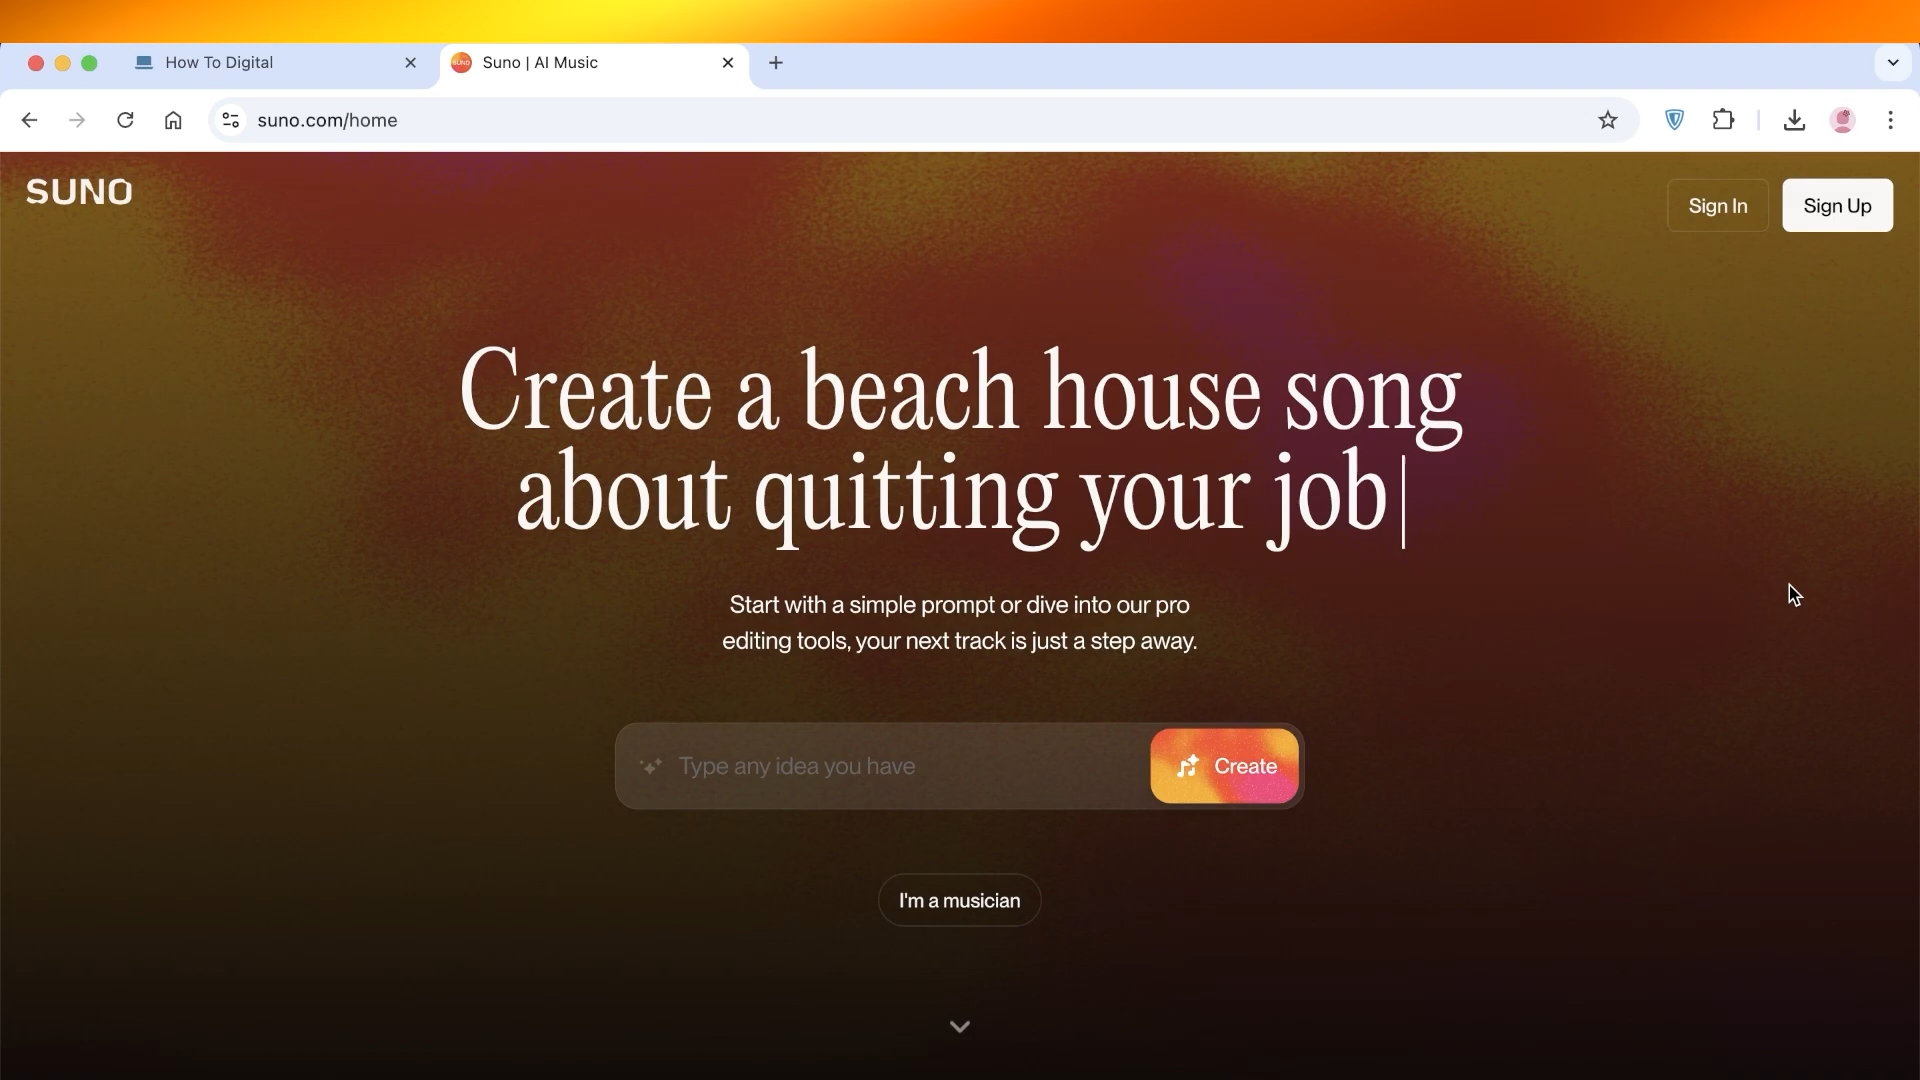 How To Digital
Suno | AI Music
suno.com/home
SUNO
Sign In
Sign Up
Create a beach house song
about quitting your job
Start with a simple prompt or dive into our pro
editing tools, your next track is just a step away.
Type any idea you have
Create
I'm a musician